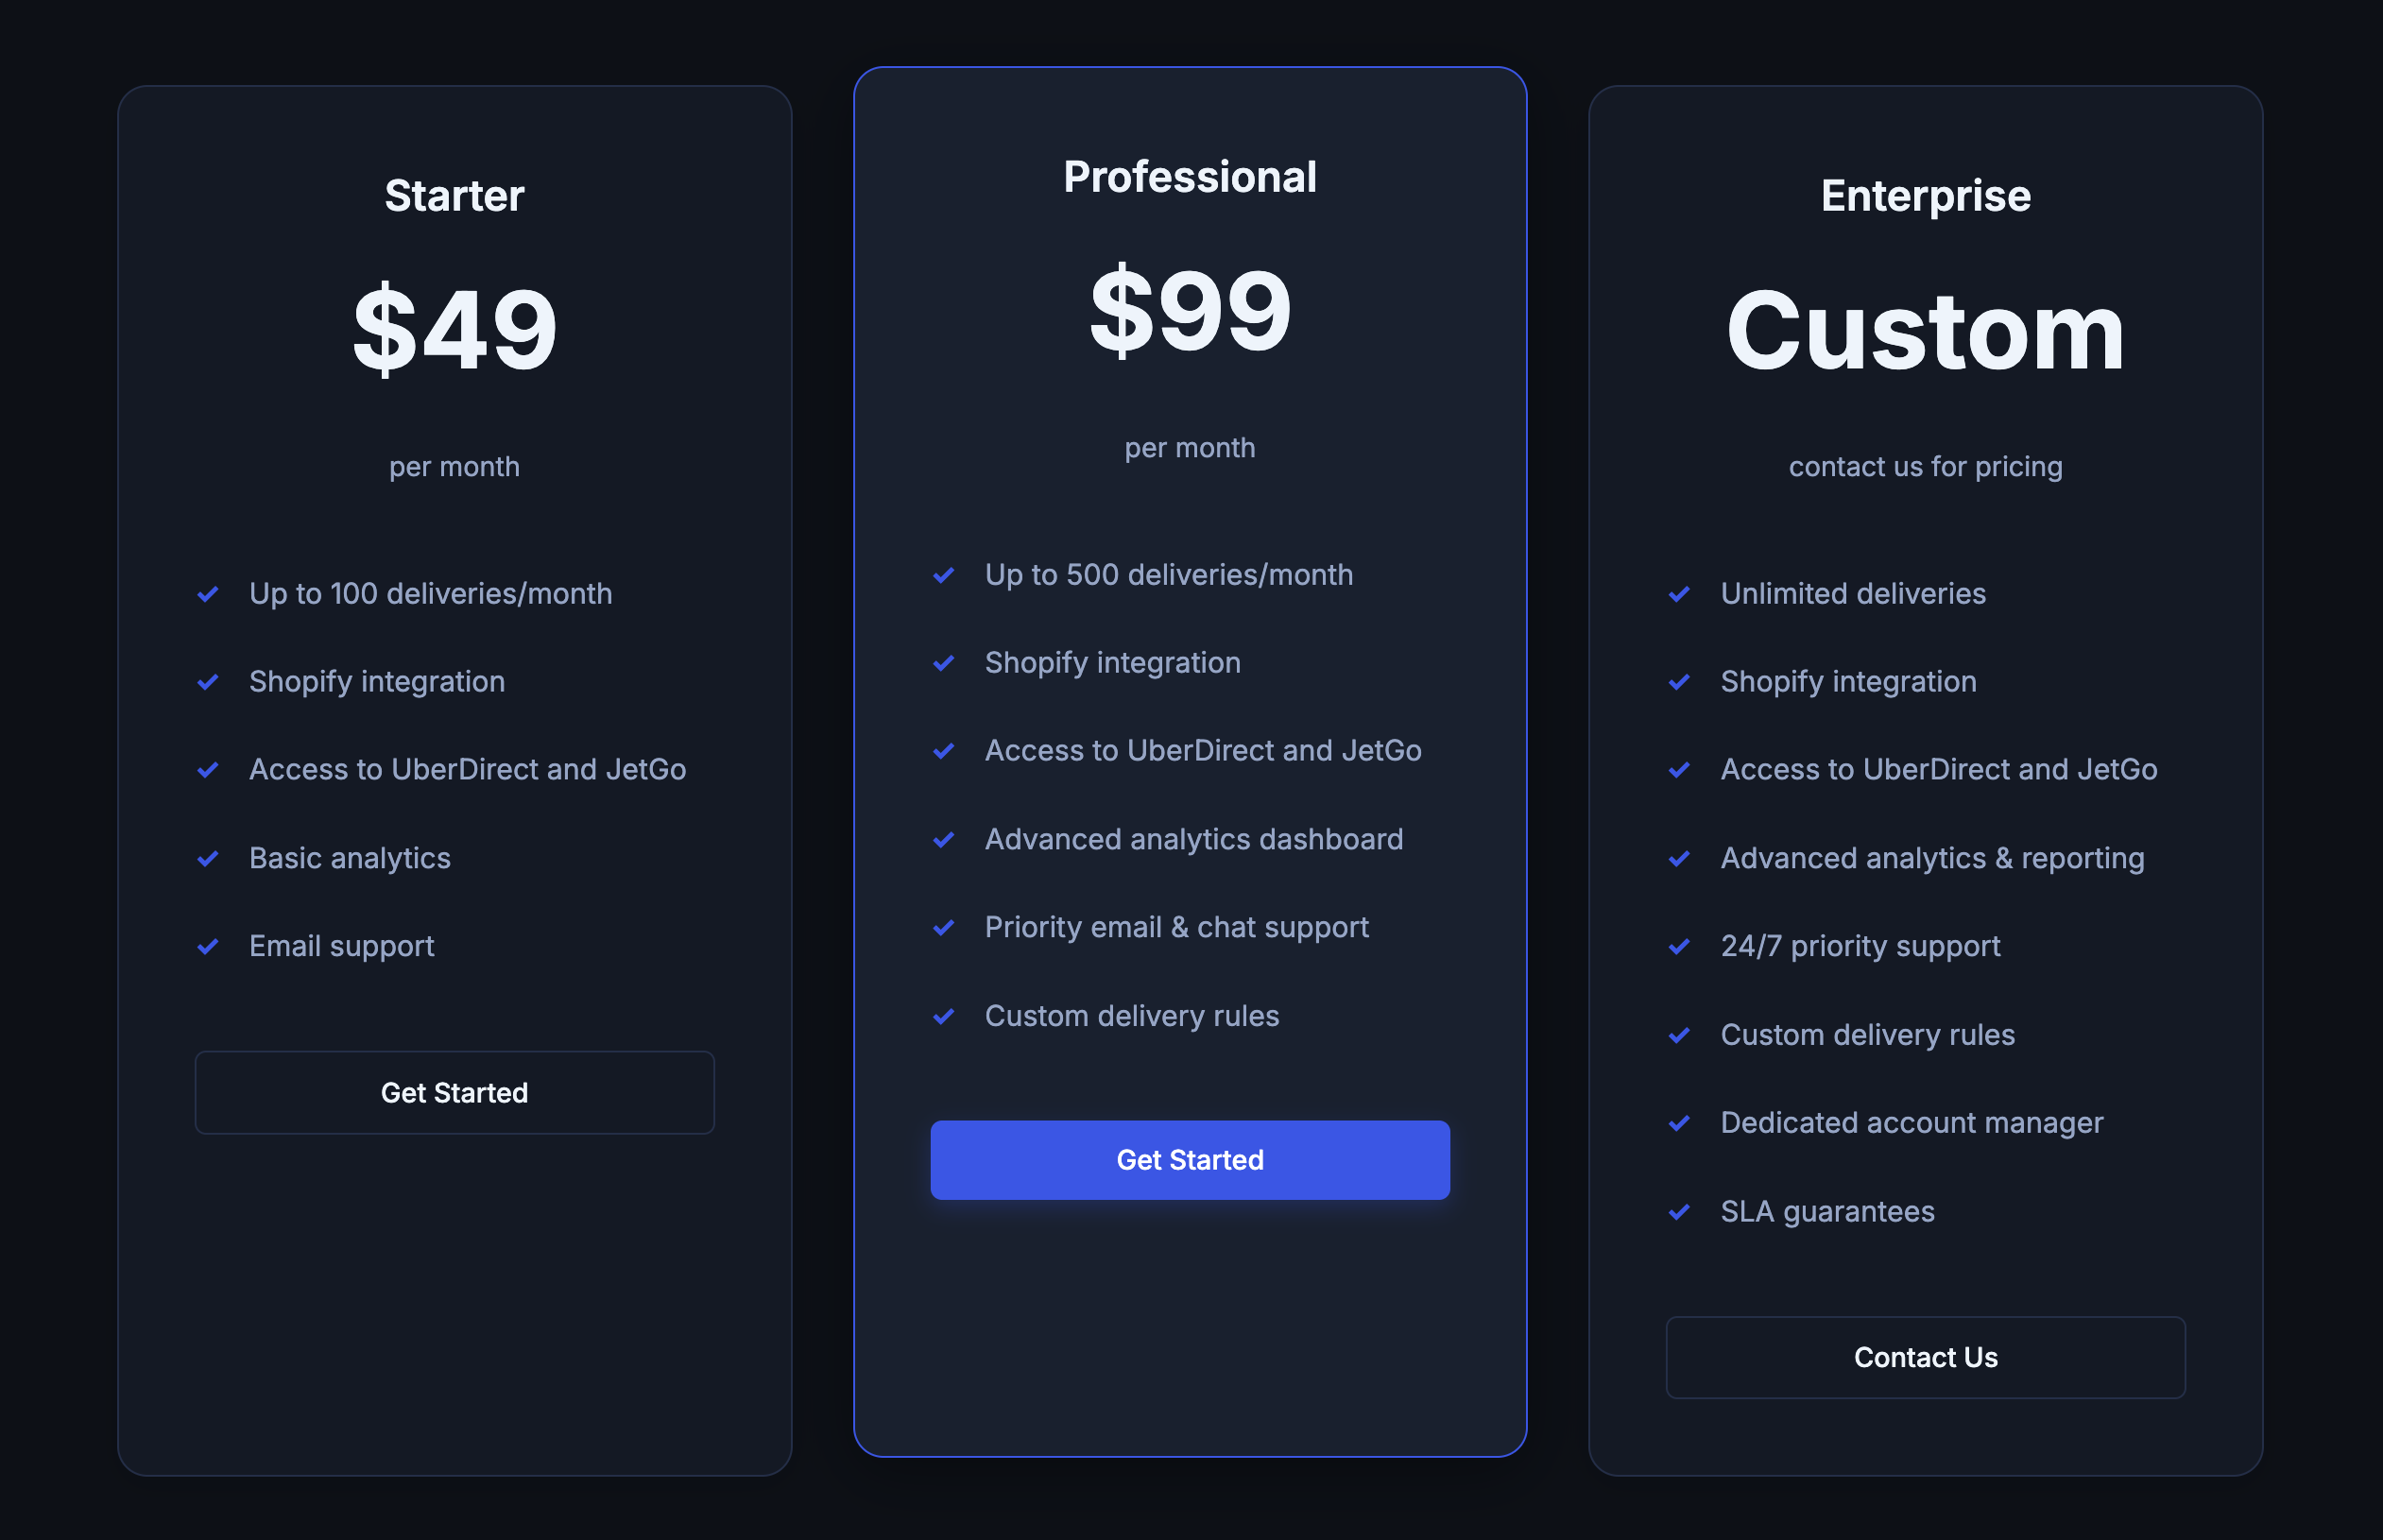 Starter
$49
per month
Up to 100 deliveries/month
Shopify integration
Access to UberDirect and JetGo
Basic analytics
Email support
Get Started
Professional
$99
per month
Up to 500 deliveries/month
Shopify integration
Access to UberDirect and JetGo
Advanced analytics dashboard
Priority email & chat support
Custom delivery rules
Get Started
Enterprise
Custom
contact us for pricing
Unlimited deliveries
Shopify integration
Access to UberDirect and JetGo
Advanced analytics & reporting
24/7 priority support
Custom delivery rules
Dedicated account manager
SLA guarantees
Contact Us